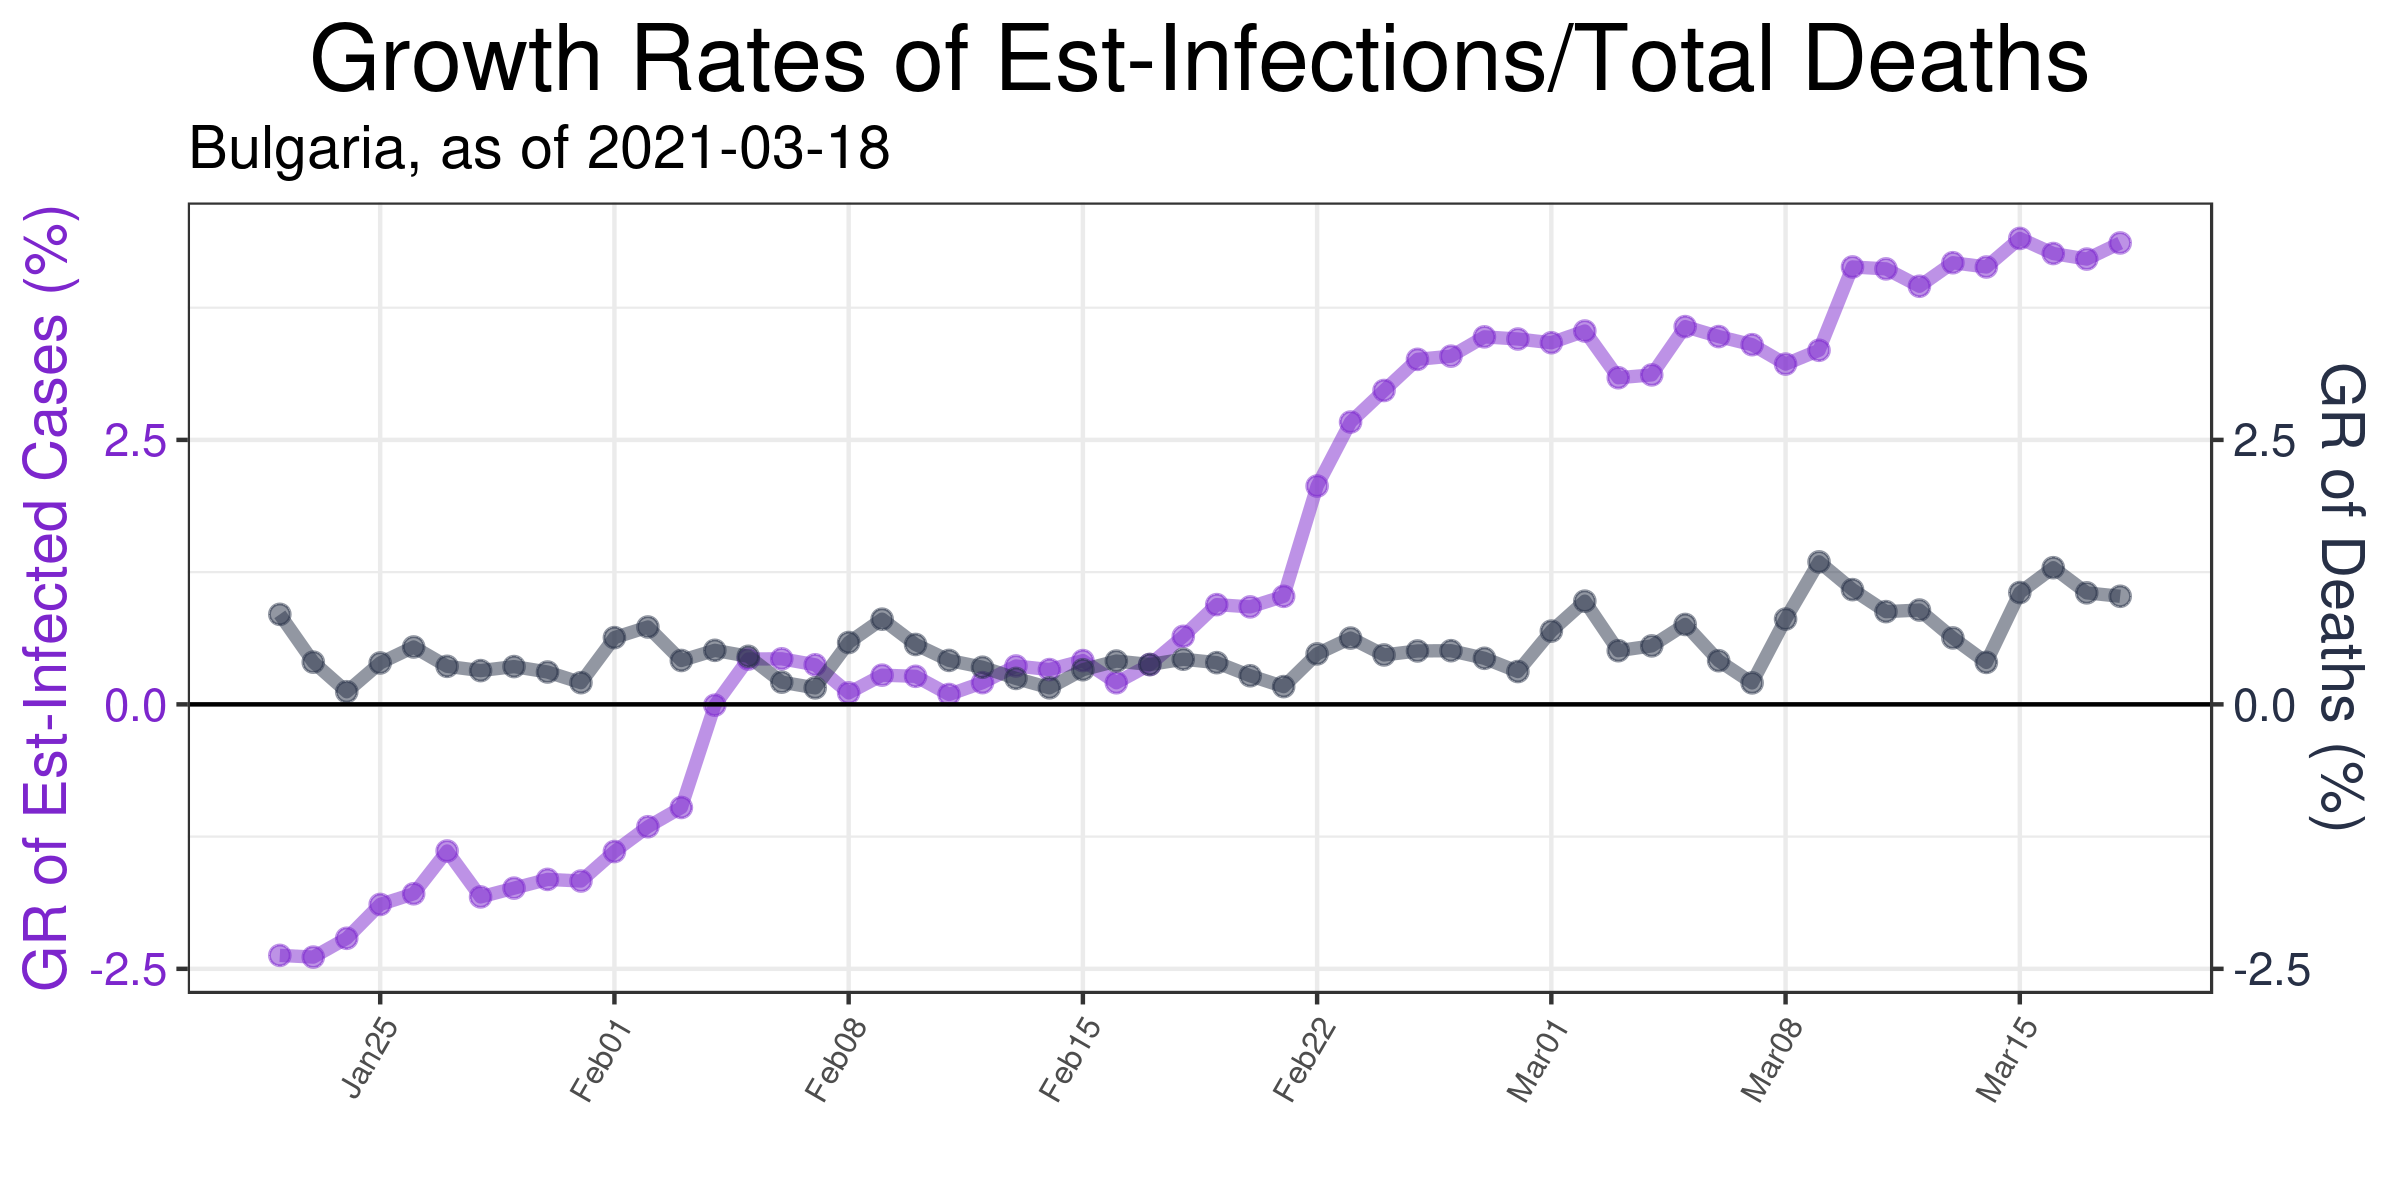 Growth Rates of Est-Infections/Total Deaths
Bulgaria, as of 2021-03-18
GR of Est-Infected Cases (%)
2.5
0.0
-2.5
2.5
0.0
-2.5
GR of Deaths (%)
Jan25
Feb01
Feb08
Feb15
Feb22
Mar01
Mar08
Mar15